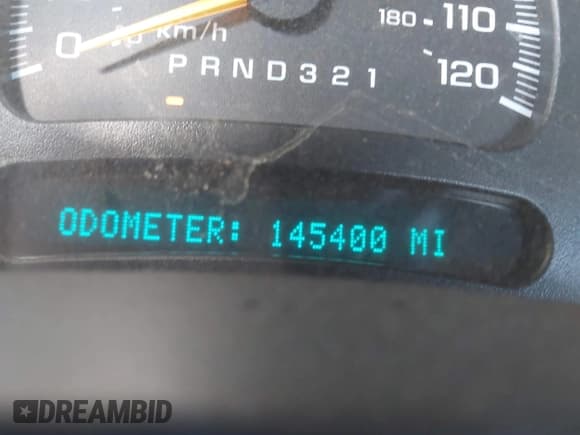 180 110
0 km/h
120
P R N D 3 2 1
ODOMETER: 145400 MI
DREAMBID